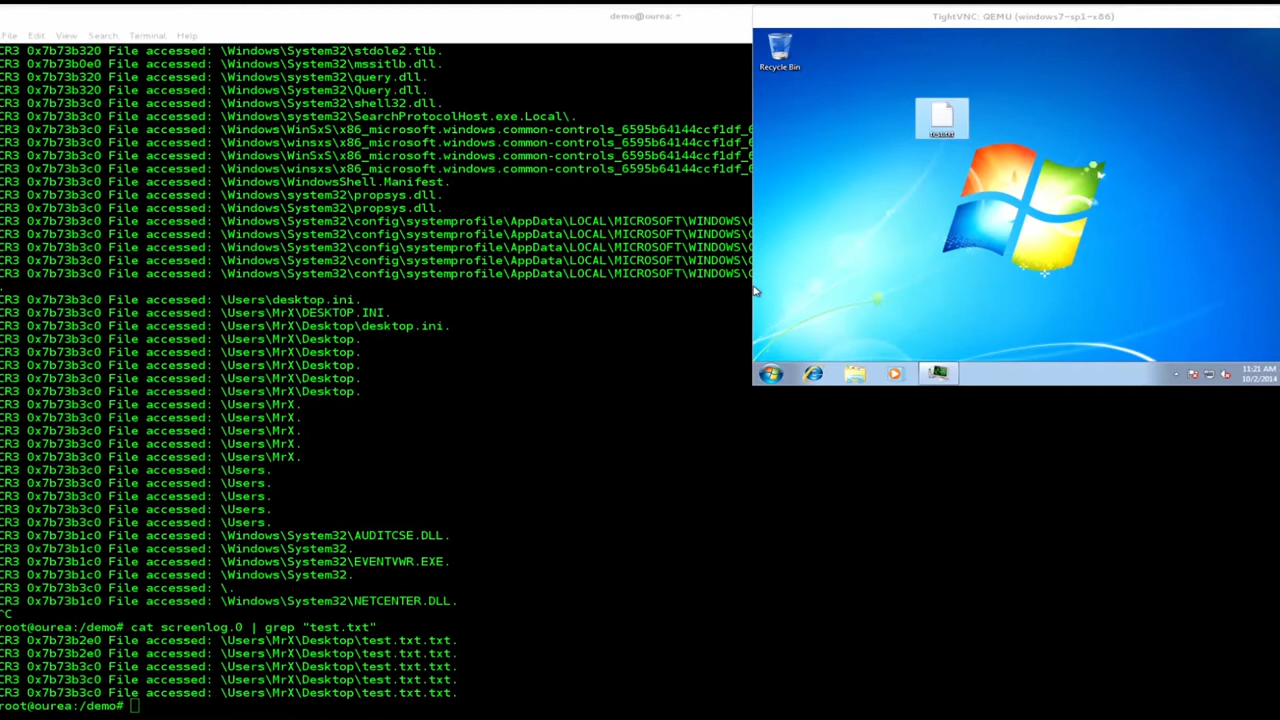 demo@ourea: ~
File Edit View Search Terminal Help
CR3 0x7b73b320 File accessed: \Windows\System32\stdole2.tlb.
CR3 0x7b73b0e0 File accessed: \Windows\System32\mssitlb.dll.
CR3 0x7b73b320 File accessed: \Windows\System32\query.dll.
CR3 0x7b73b320 File accessed: \Windows\System32\Query.dll.
CR3 0x7b73b3c0 File accessed: \Windows\System32\shell32.dll.
CR3 0x7b73b3c0 File accessed: \Windows\System32\SearchProtocolHost.exe.Local\.
CR3 0x7b73b3c0 File accessed: \Windows\WinSxS\x86_microsoft.windows.common-controls_6595b64144ccf1df_6
CR3 0x7b73b3c0 File accessed: \Windows\winsxs\x86_microsoft.windows.common-controls_6595b64144ccf1df_6
CR3 0x7b73b3c0 File accessed: \Windows\WinSxS\x86_microsoft.windows.common-controls_6595b64144ccf1df_6
CR3 0x7b73b3c0 File accessed: \Windows\winsxs\x86_microsoft.windows.common-controls_6595b64144ccf1df_6
CR3 0x7b73b3c0 File accessed: \Windows\WindowsShell.Manifest.
CR3 0x7b73b3c0 File accessed: \Windows\system32\propsys.dll.
CR3 0x7b73b3c0 File accessed: \Windows\system32\propsys.dll.
CR3 0x7b73b3c0 File accessed: \Windows\System32\config\systemprofile\AppData\LOCAL\MICROSOFT\WINDOWS\C
CR3 0x7b73b3c0 File accessed: \Windows\System32\config\systemprofile\AppData\LOCAL\MICROSOFT\WINDOWS\C
CR3 0x7b73b3c0 File accessed: \Windows\System32\config\systemprofile\AppData\LOCAL\MICROSOFT\WINDOWS\C
CR3 0x7b73b3c0 File accessed: \Windows\System32\config\systemprofile\AppData\LOCAL\MICROSOFT\WINDOWS\C
CR3 0x7b73b3c0 File accessed: \Windows\System32\config\systemprofile\AppData\LOCAL\MICROSOFT\WINDOWS\C
.
CR3 0x7b73b3c0 File accessed: \Users\desktop.ini.
CR3 0x7b73b3c0 File accessed: \Users\MrX\DESKTOP.INI.
CR3 0x7b73b3c0 File accessed: \Users\MrX\Desktop\desktop.ini.
CR3 0x7b73b3c0 File accessed: \Users\MrX\Desktop.
CR3 0x7b73b3c0 File accessed: \Users\MrX\Desktop.
CR3 0x7b73b3c0 File accessed: \Users\MrX\Desktop.
CR3 0x7b73b3c0 File accessed: \Users\MrX\Desktop.
CR3 0x7b73b3c0 File accessed: \Users\MrX\Desktop.
CR3 0x7b73b3c0 File accessed: \Users\MrX.
CR3 0x7b73b3c0 File accessed: \Users\MrX.
CR3 0x7b73b3c0 File accessed: \Users\MrX.
CR3 0x7b73b3c0 File accessed: \Users\MrX.
CR3 0x7b73b3c0 File accessed: \Users\MrX.
CR3 0x7b73b3c0 File accessed: \Users.
CR3 0x7b73b3c0 File accessed: \Users.
CR3 0x7b73b3c0 File accessed: \Users.
CR3 0x7b73b3c0 File accessed: \Users.
CR3 0x7b73b3c0 File accessed: \Users.
CR3 0x7b73b1c0 File accessed: \Windows\System32\AUDITCSE.DLL.
CR3 0x7b73b1c0 File accessed: \Windows\System32.
CR3 0x7b73b1c0 File accessed: \Windows\System32\EVENTVWR.EXE.
CR3 0x7b73b1c0 File accessed: \Windows\System32.
CR3 0x7b73b3c0 File accessed: \.
CR3 0x7b73b1c0 File accessed: \Windows\System32\NETCENTER.DLL.
^C
root@ourea:/demo# cat screenlog.0 | grep "test.txt"
CR3 0x7b73b2e0 File accessed: \Users\MrX\Desktop\test.txt.txt.
CR3 0x7b73b2e0 File accessed: \Users\MrX\Desktop\test.txt.txt.
CR3 0x7b73b3c0 File accessed: \Users\MrX\Desktop\test.txt.txt.
CR3 0x7b73b3c0 File accessed: \Users\MrX\Desktop\test.txt.txt.
CR3 0x7b73b3c0 File accessed: \Users\MrX\Desktop\test.txt.txt.
root@ourea:/demo#
TightVNC: QEMU (windows7-sp1-x86)
Recycle Bin
test.txt
11:21 AM
10/2/2014